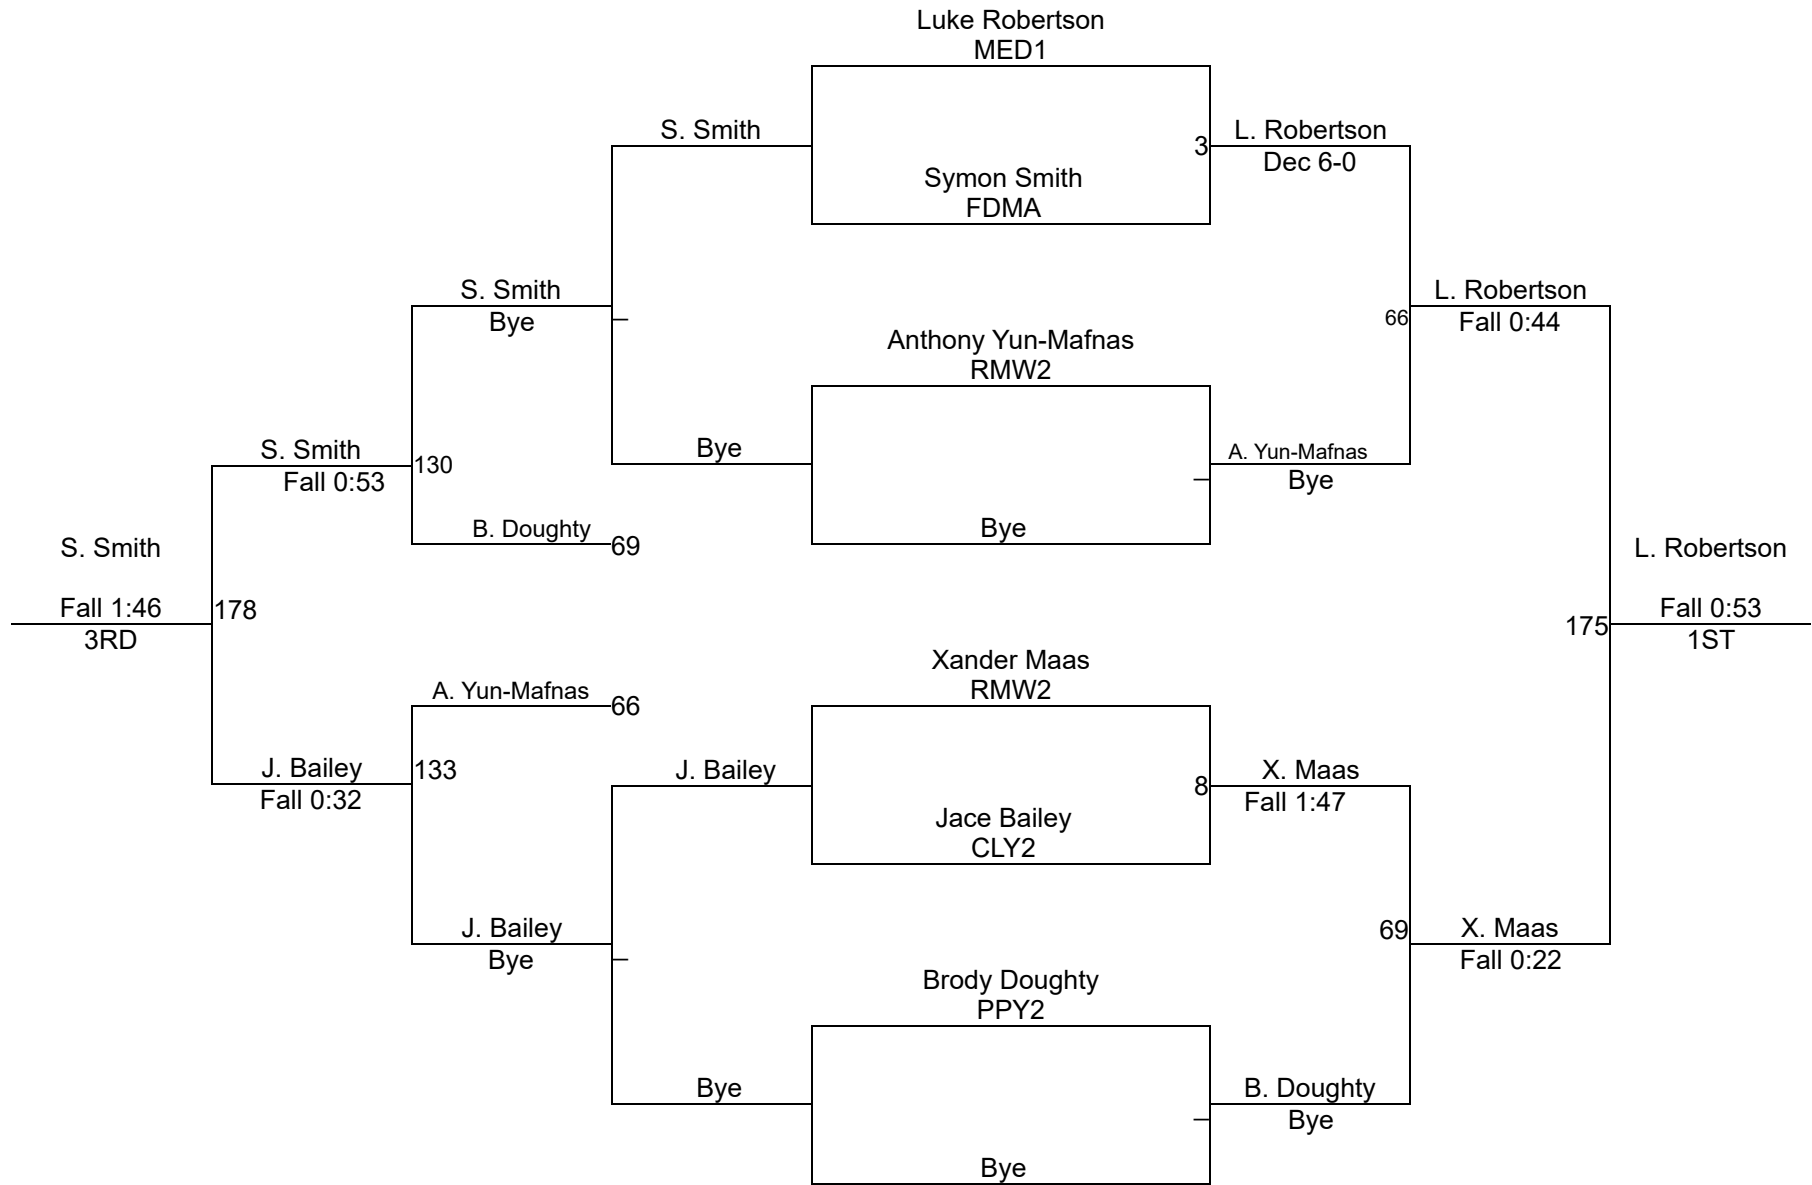 Luke Robertson
MED1
S. Smith
3
L. Robertson
Dec 6-0
Symon Smith
FDMA
S. Smith
Bye
L. Robertson
66
Fall 0:44
Anthony Yun-Mafnas
RMW2
S. Smith
130
Fall 0:53
Bye
A. Yun-Mafnas
Bye
B. Doughty
69
Bye
S. Smith
Fall 1:46
178
3RD
L. Robertson
Fall 0:53
175
1ST
Xander Maas
RMW2
A. Yun-Mafnas
66
J. Bailey
133
Fall 0:32
J. Bailey
8
X. Maas
Fall 1:47
Jace Bailey
CLY2
J. Bailey
Bye
69
X. Maas
Fall 0:22
Brody Doughty
PPY2
Bye
B. Doughty
Bye
Bye